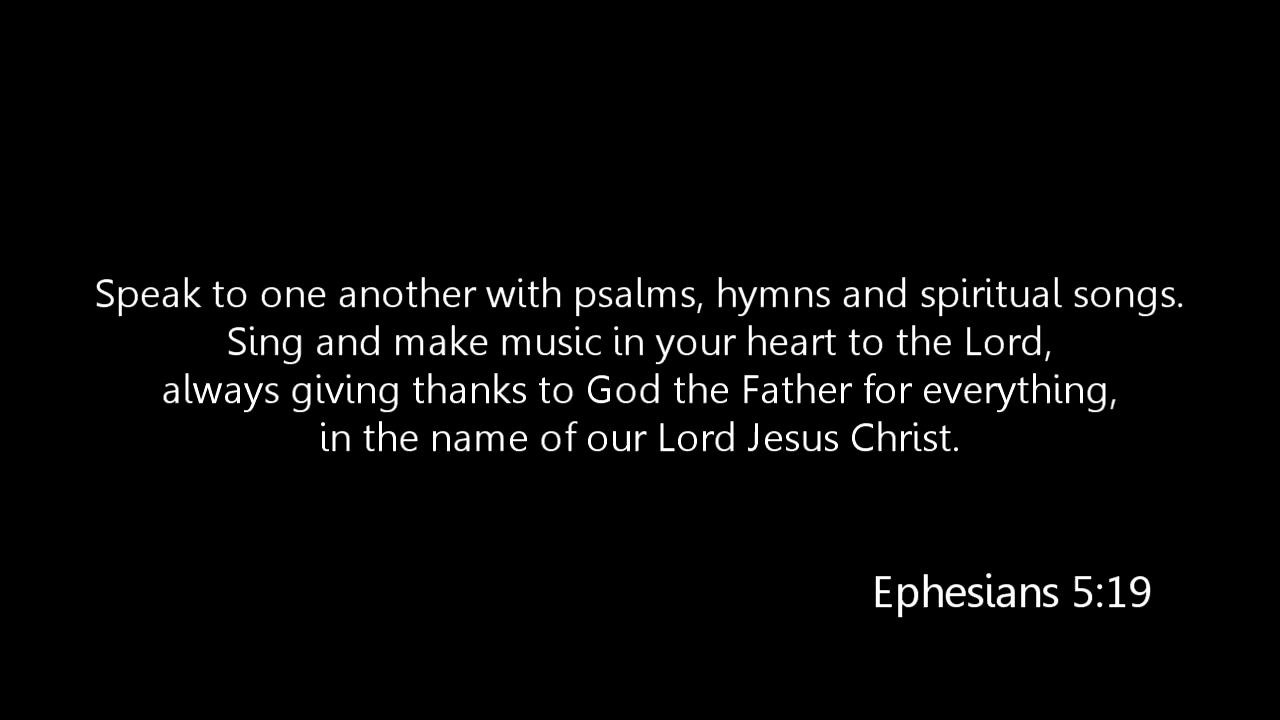 Speak to one another with psalms, hymns and spiritual songs.
Sing and make music in your heart to the Lord,
always giving thanks to God the Father for everything,
in the name of our Lord Jesus Christ.
Ephesians 5:19